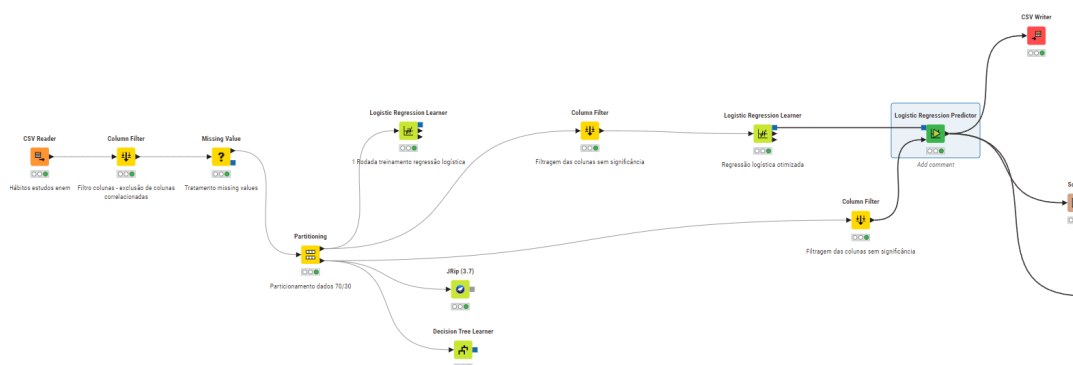 CSV Writer
Logistic Regression Learner
Column Filter
Logistic Regression Learner
Logistic Regression Predictor
CSV Reader
Column Filter
Missing Value
1 Rodada treinamento regressão logística
Filtragem das colunas sem significância
Regressão logística otimizada
Add comment
Hábitos estudos enem
Filtro colunas - exclusão de colunas
correlacionadas
Tratamento missing values
Column Filter
Partitioning
Filtragem das colunas sem significância
JRip (3.7)
Particionamento dados 70/30
Decision Tree Learner